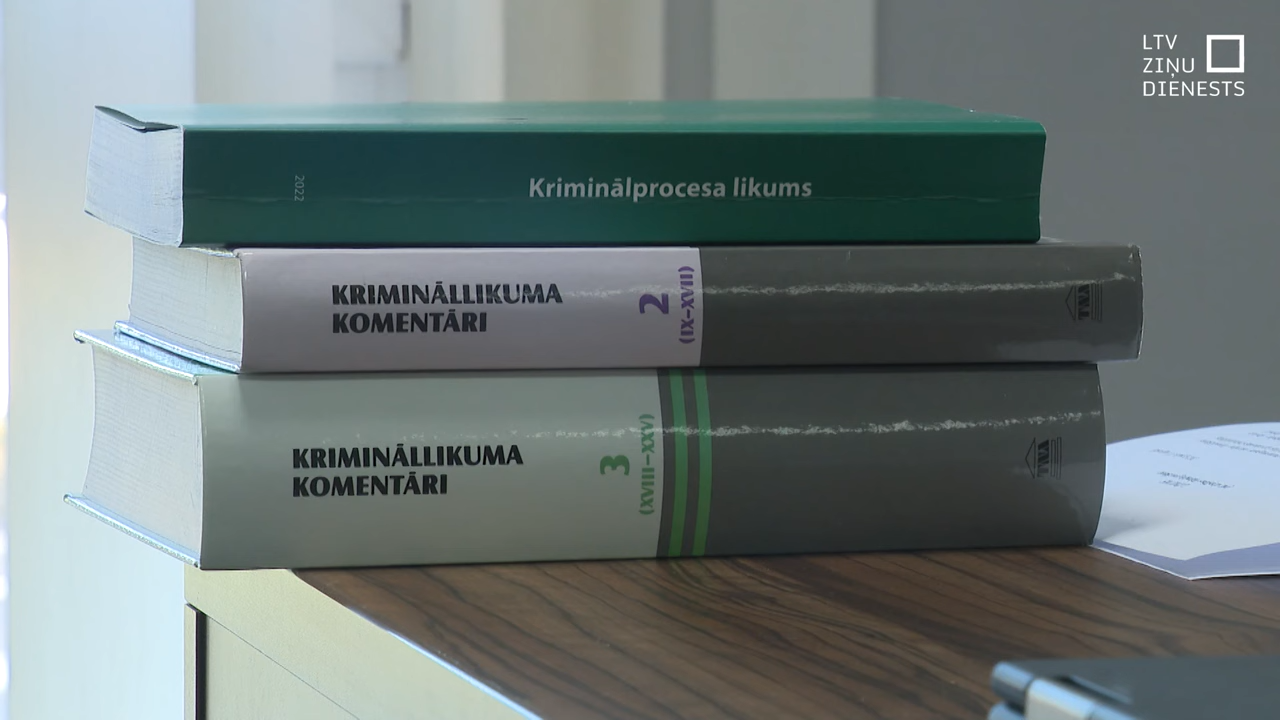 LTV
ZIŅU
DIENESTS
2022
Kriminālprocesa likums
KRIMINĀLLIKUMA
KOMENTĀRI
2
(IX–XVII)
TNA
KRIMINĀLLIKUMA
KOMENTĀRI
3
(XVIII–XXV)
TNA